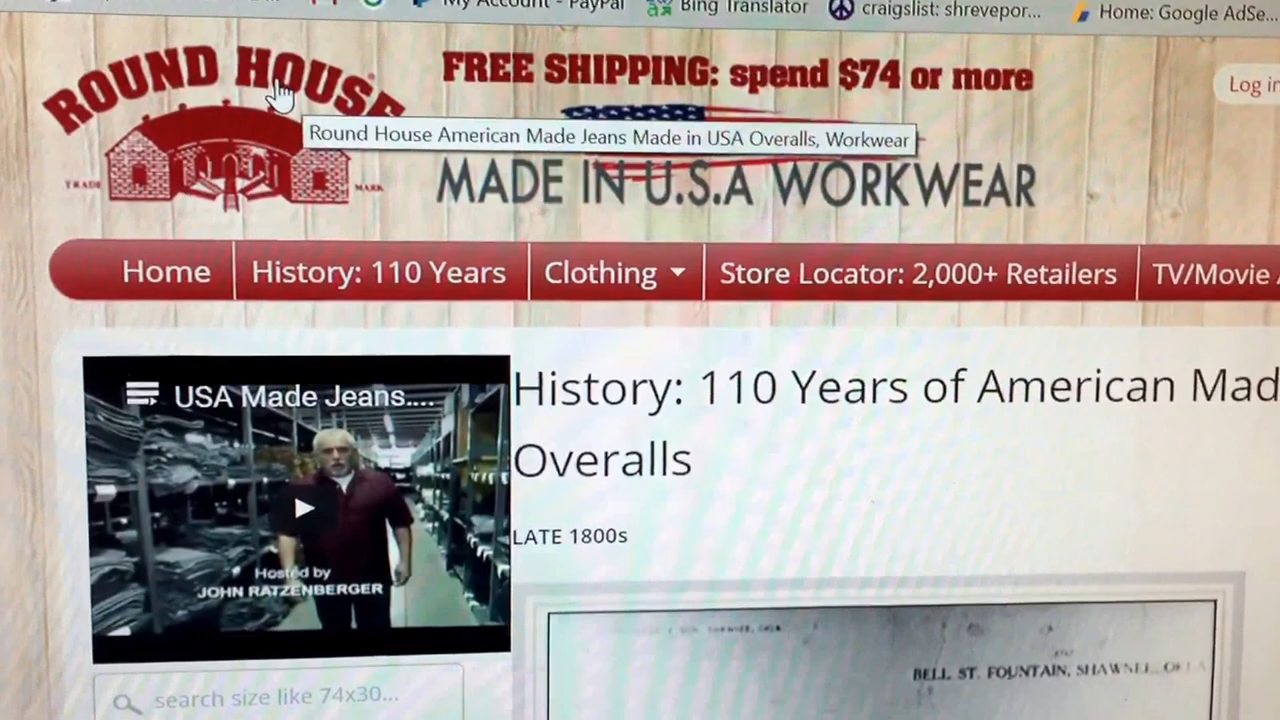 My Account - PayPal
Bing Translator
craigslist: shrevepor...
Home: Google AdSe...
ROUND HOUSE
TRADE MARK
FREE SHIPPING: spend $74 or more
Log in
Round House American Made Jeans Made in USA Overalls, Workwear
MADE IN U.S.A WORKWEAR
Home
History: 110 Years
Clothing
Store Locator: 2,000+ Retailers
TV/Movie
USA Made Jeans....
Hosted by
JOHN RATZENBERGER
History: 110 Years of American Mad
Overalls
LATE 1800s
BELL ST. FOUNTAIN, SHAWNEE, OKLA
search size like 74x30...